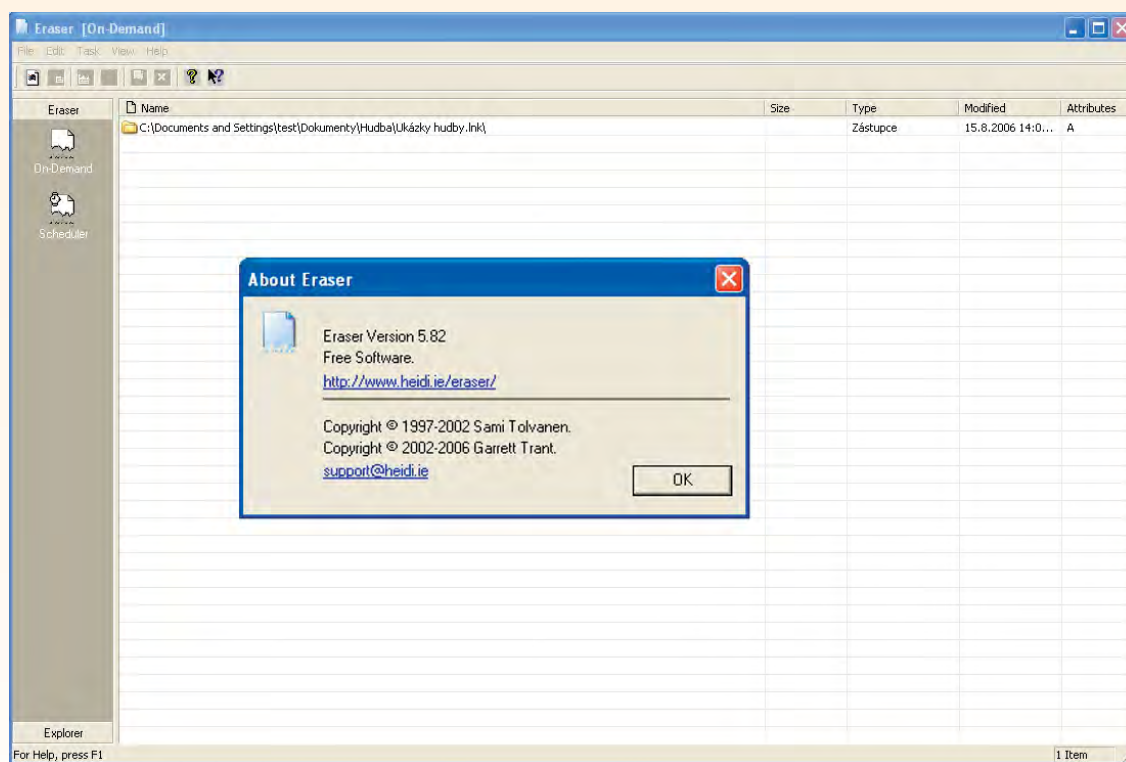 Eraser [On-Demand]
File Edit Task View Help
Eraser
Name Size Type Modified Attributes
C:\Documents and Settings\test\Dokumenty\Hudba\Ukázky hudby.lnk\ Zástupce 15.8.2006 14:0... A
On-Demand
Scheduler
About Eraser
Eraser Version 5.82
Free Software.
http://www.heidi.ie/eraser/
Copyright © 1997-2002 Sami Tolvanen.
Copyright © 2002-2006 Garrett Trant.
support@heidi.ie
OK
Explorer
For Help, press F1 1 Item